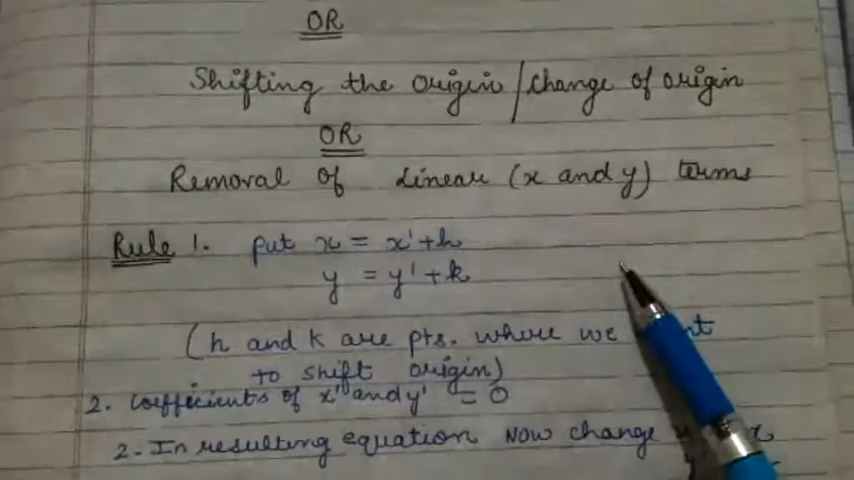 OR
Shifting the origin/change of origin
OR
Removal of Linear (x and y) terms
Rule 1. put x = x' + h
y = y' + k
(h and k are pts. where we
to shift origin)
2. Coefficients of x' and y' = 0
2. In resulting equation Now change x